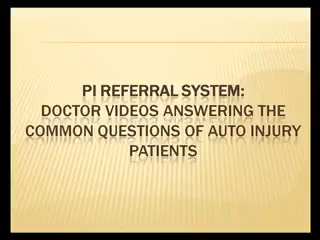 PI REFERRAL SYSTEM:
DOCTOR VIDEOS ANSWERING THE
COMMON QUESTIONS OF AUTO INJURY
PATIENTS